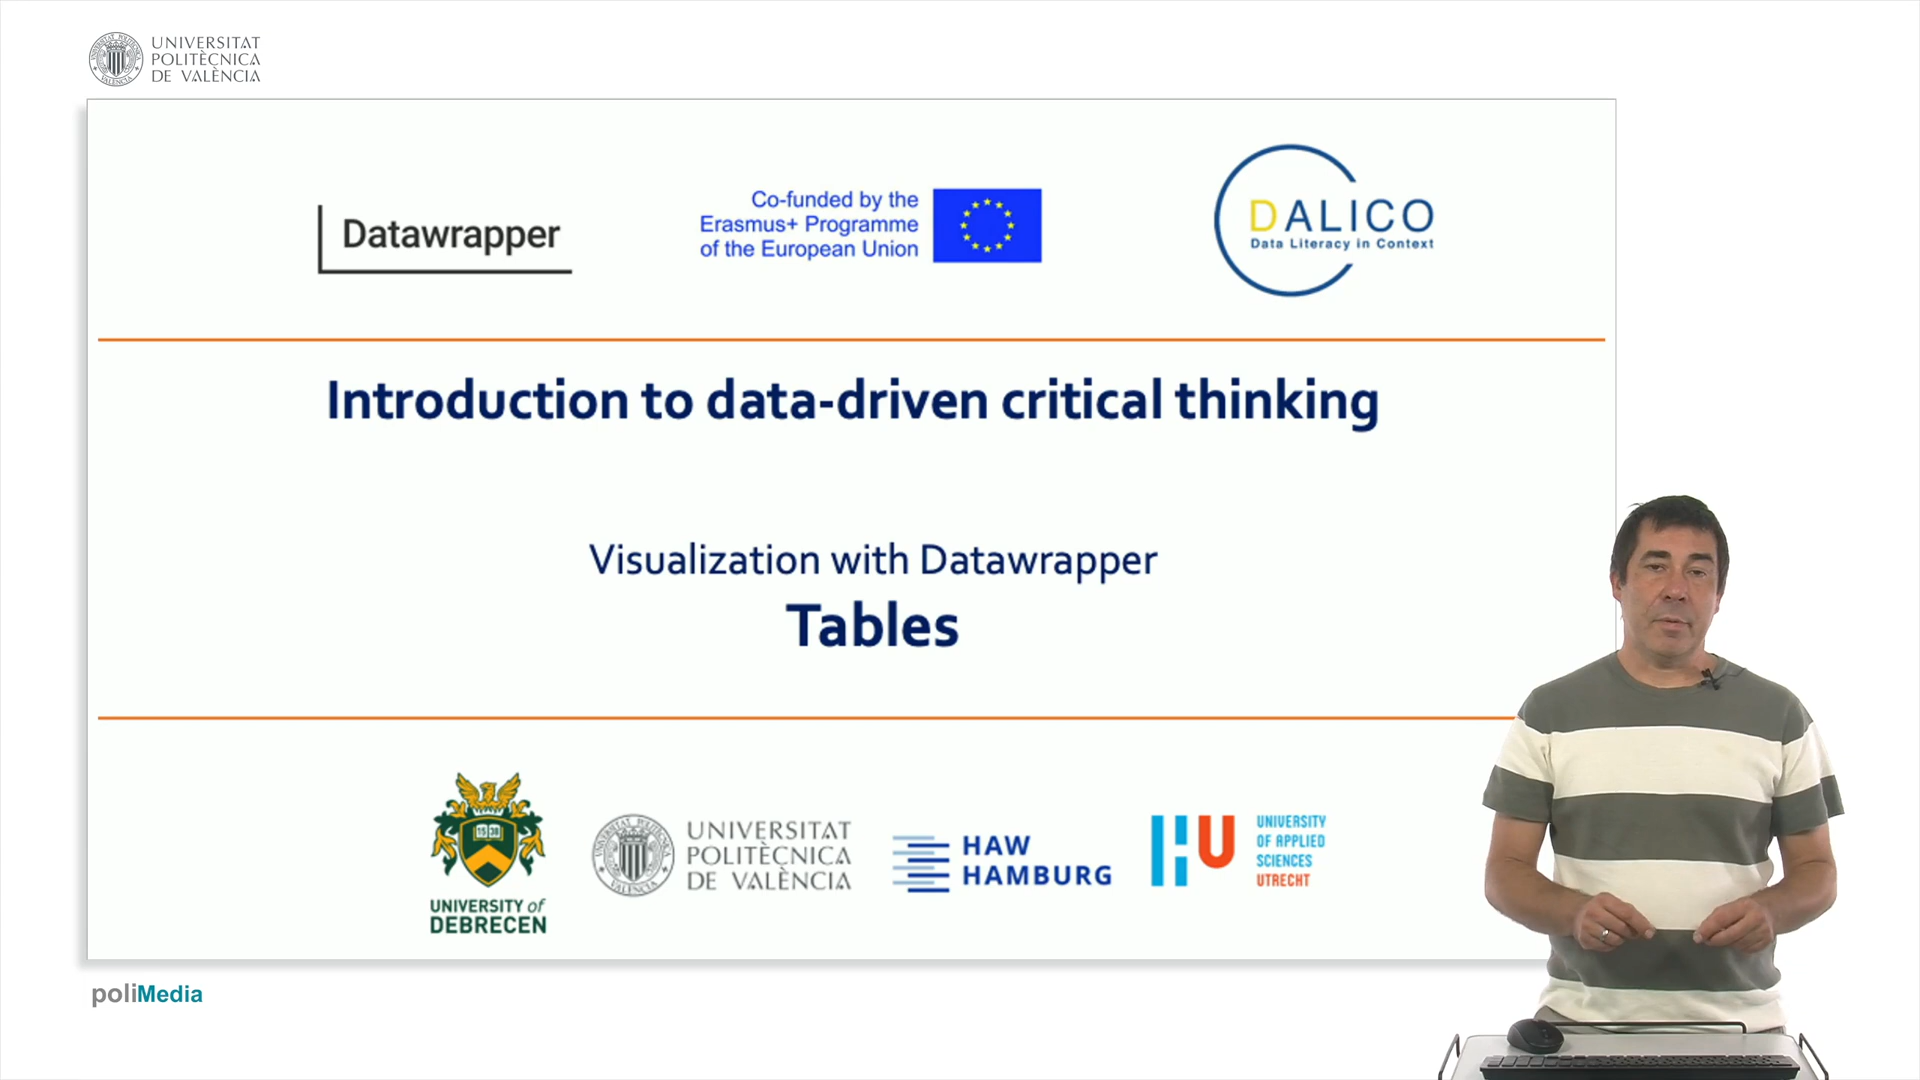 UNIVERSITAT
POLITÈCNICA
DE VALÈNCIA
Datawrapper
Co-funded by the
Erasmus+ Programme
of the European Union
DALICO
Data Literacy in Context
Introduction to data-driven critical thinking
Visualization with Datawrapper
Tables
UNIVERSITY of
DEBRECEN
UNIVERSITAT
POLITÈCNICA
DE VALÈNCIA
HAW
HAMBURG
HU
UNIVERSITY
OF APPLIED
SCIENCES
UTRECHT
poliMedia